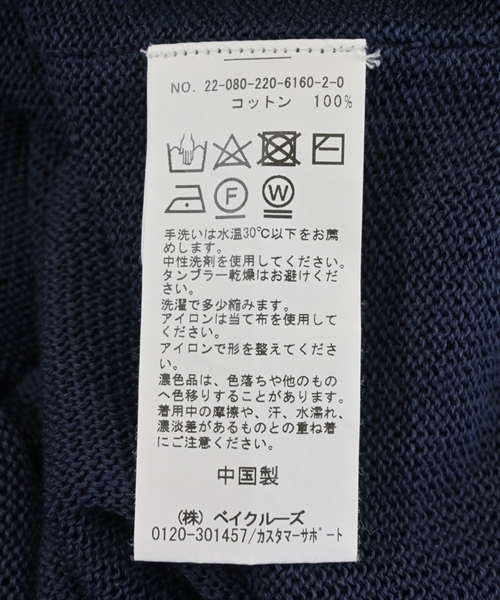 NO. 22-080-220-6160-2-0
コットン 100%
F W
手洗いは水温30℃以下をお薦
めします。
中性洗剤を使用してください。
タンブラー乾燥はお避けくださ
い。
洗濯で多少縮みます。
アイロンは当て布を使用して
ください。
アイロンで形を整えてください。
濃色品は、色落ちや他のもの
へ色移りすることがあります。
着用中の摩擦や、汗、水濡れ、
濃淡差があるものとの重ね着
にご注意ください。
中国製
(株) ベイクルーズ
0120-301457/カスタマーサポート